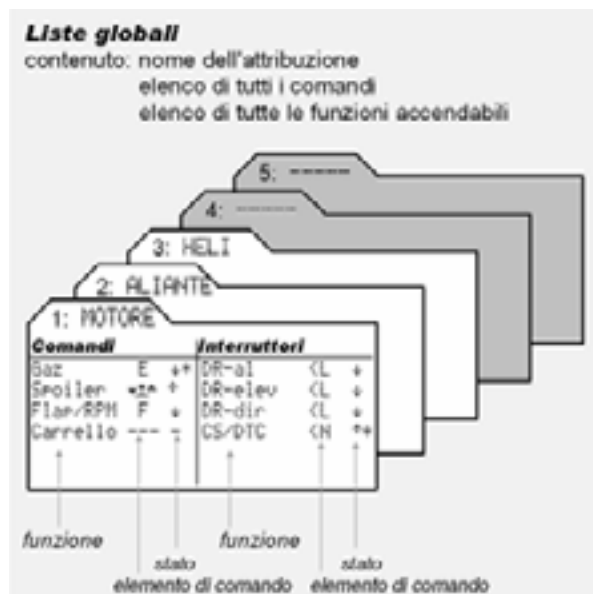 Liste globali
contenuto: nome dell'attribuzione
elenco di tutti i comandi
elenco di tutte le funzioni accendabili
5: -----
4: -----
3: HELI
2: ALIANTE
1: MOTORE
Comandi Interruttori
Gaz E ↓+ DR-al <L ↓
Spoiler ↑ DR-elev <L ↓
Flap/RPM F ↓ DR-dir <L ↓
Carrello --- - CS/DTC <N ↑+
funzione funzione
stato stato
elemento di comando elemento di comando